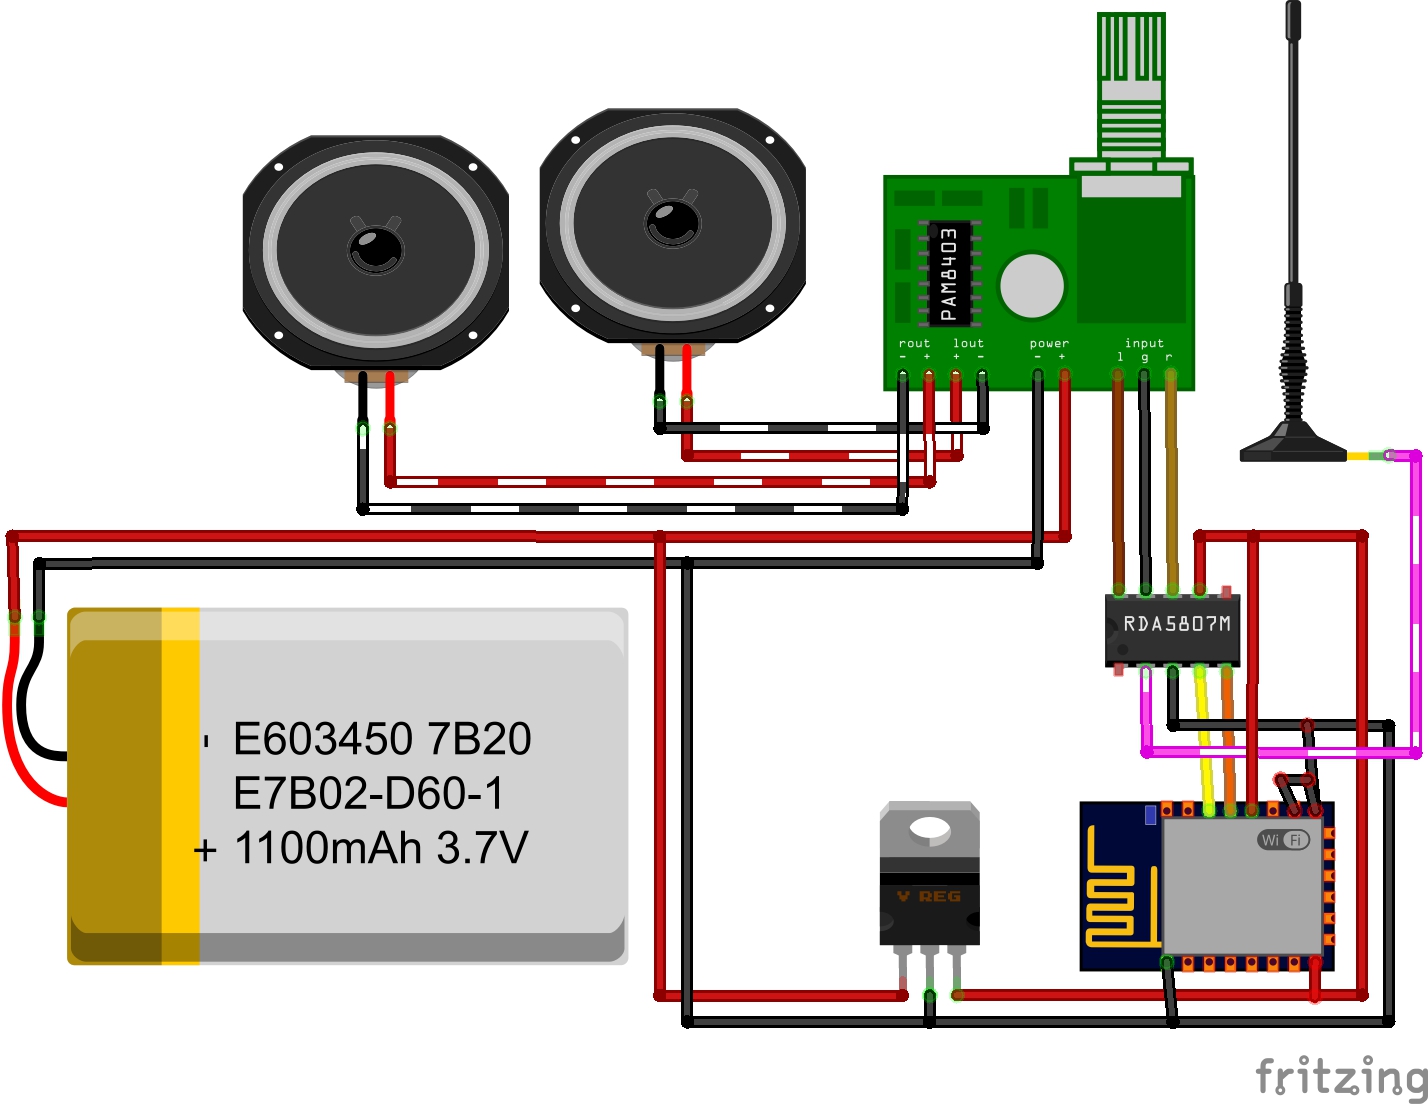 PAM8403
rout lout power input
- + + - - + l g r
RDA5807M
- E603450 7B20
E7B02-D60-1
+ 1100mAh 3.7V
V REG
Wi Fi
fritzing